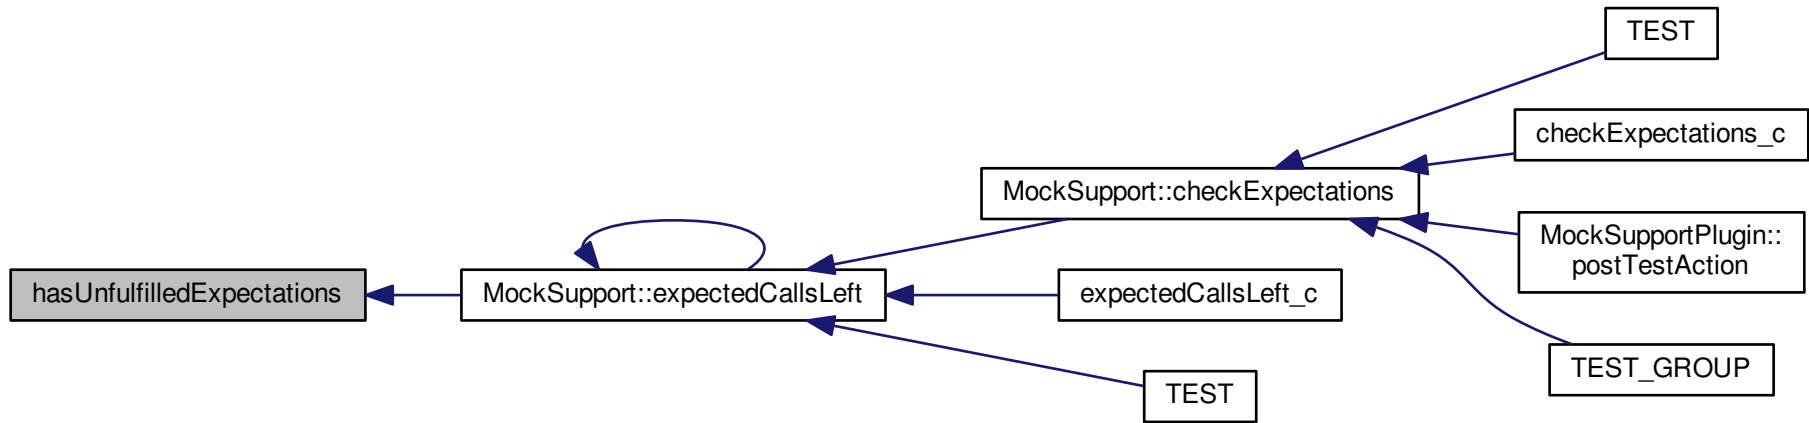 TEST
checkExpectations_c
MockSupport::checkExpectations
MockSupportPlugin::
postTestAction
hasUnfulfilledExpectations
MockSupport::expectedCallsLeft
expectedCallsLeft_c
TEST_GROUP
TEST